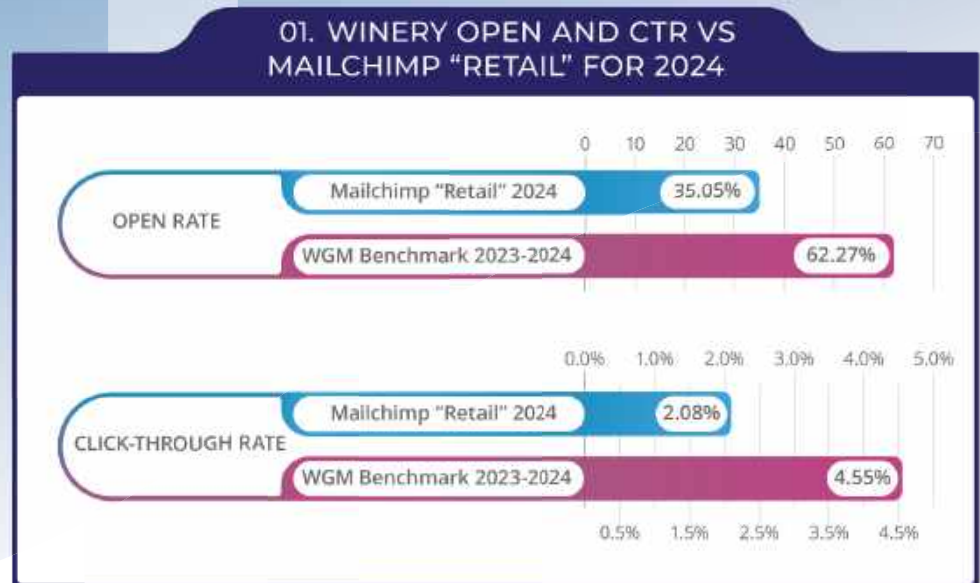 01. WINERY OPEN AND CTR VS
MAILCHIMP “RETAIL” FOR 2024
0 10 20 30 40 50 60 70
Mailchimp “Retail” 2024 35.05%
OPEN RATE
WGM Benchmark 2023-2024 62.27%
0.0% 1.0% 2.0% 3.0% 4.0% 5.0%
Mailchimp “Retail” 2024 2.08%
CLICK-THROUGH RATE
WGM Benchmark 2023-2024 4.55%
0.5% 1.5% 2.5% 3.5% 4.5%